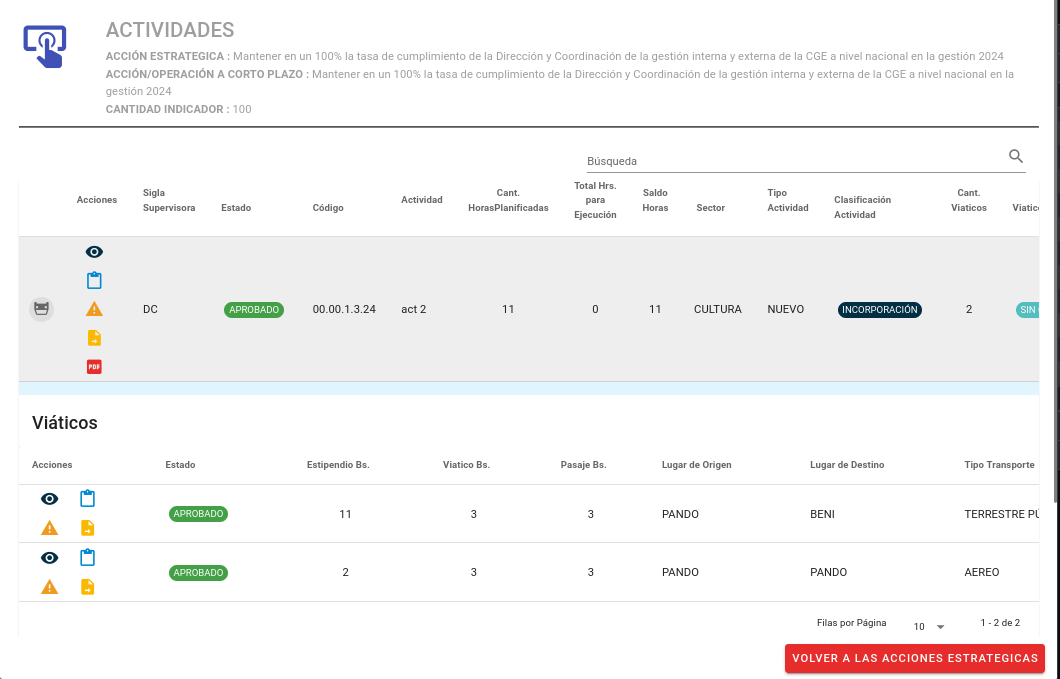 ACTIVIDADES
ACCIÓN ESTRATEGICA : Mantener en un 100% la tasa de cumplimiento de la Dirección y Coordinación de la gestión interna y externa de la CGE a nivel nacional en la gestión 2024
ACCIÓN/OPERACIÓN A CORTO PLAZO : Mantener en un 100% la tasa de cumplimiento de la Dirección y Coordinación de la gestión interna y externa de la CGE a nivel nacional en la
gestión 2024
CANTIDAD INDICADOR : 100
Búsqueda
Acciones
Sigla
Supervisora
Estado
Código
Actividad
Cant.
HorasPlanificadas
Total Hrs.
para
Ejecución
Saldo
Horas
Sector
Tipo
Actividad
Clasificación
Actividad
Cant.
Viaticos
Viatic
DC APROBADO 00.00.1.3.24 act 2 11 0 11 CULTURA NUEVO INCORPORACIÓN 2 SIN
PDF
Viáticos
Acciones Estado Estipendio Bs. Viatico Bs. Pasaje Bs. Lugar de Origen Lugar de Destino Tipo Transporte
APROBADO 11 3 3 PANDO BENI TERRESTRE PÚ
APROBADO 2 3 3 PANDO PANDO AEREO
Filas por Página 10 1 - 2 de 2
VOLVER A LAS ACCIONES ESTRATEGICAS